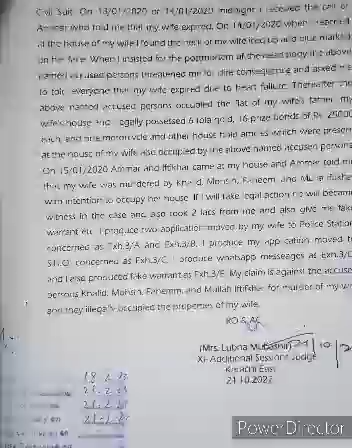 Civil Suit. On 13/01/2020 or 14/01/2020 midnight I received the call of
Ammar who told me that my wife expired. On 14/01/2020 when I reached
at the house of my wife I found the neck of my wife tied up and blue marks
on her face. When I insisted for the postmortem of the dead body the above
named accused persons threatened me for dire consequence and asked me
to told everyone that my wife expired due to heart failure. Thereafter the
above named accused persons occupied the flat of my wife's father, my
wife's house and illegally possessed 6 tola gold, 16 prize bonds of Rs. 25000
each, and one motorcycle and other house hold articles which were present
at the house of my wife also occupied by the above named accused persons.
On 15/01/2020 Ammar and Iftikhar came at my house and Ammar told me
that my wife was murdered by Khalid, Mohsin, Faheem, and Mullah Iftikhar
with intention to occupy her house. If I will take legal action he will became
witness in the case and also took 2 lacs from me and also give me fake
warrant etc. I produce two application moved by my wife to Police Station
concerned as Exh.3/A and Exh.3/B, I produce my application moved to
S.H.O. concerned as Exh.3/C, I produce whatsapp messages as Exh.3/D
and I also produced fake warrant as Exh.3/E. My claim is against the accused
persons Khalid, Mohsin, Faheem, and Mullah Iftikhar for murder of my wife
and they illegally occupied the properties of my wife.
RO & AC
(Mrs. Lubna Mubashir)
XI-Additional Sessions Judge
Karachi East
21.10.2022
PowerDirector